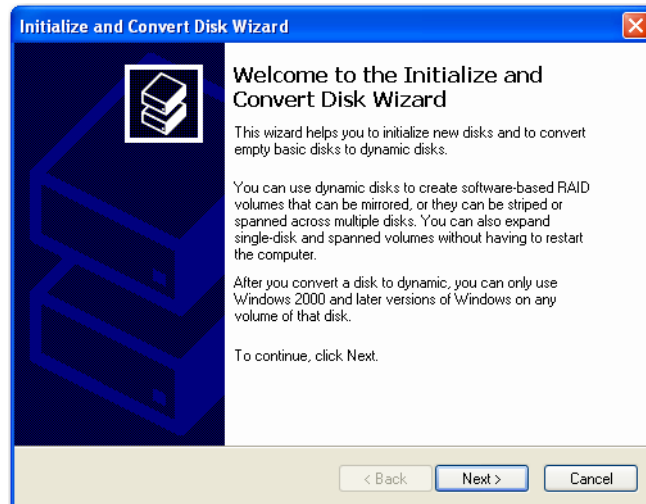 Initialize and Convert Disk Wizard
Welcome to the Initialize and
Convert Disk Wizard
This wizard helps you to initialize new disks and to convert
empty basic disks to dynamic disks.
You can use dynamic disks to create software-based RAID
volumes that can be mirrored, or they can be striped or
spanned across multiple disks. You can also expand
single-disk and spanned volumes without having to restart
the computer.
After you convert a disk to dynamic, you can only use
Windows 2000 and later versions of Windows on any
volume of that disk.
To continue, click Next.
< Back Next > Cancel